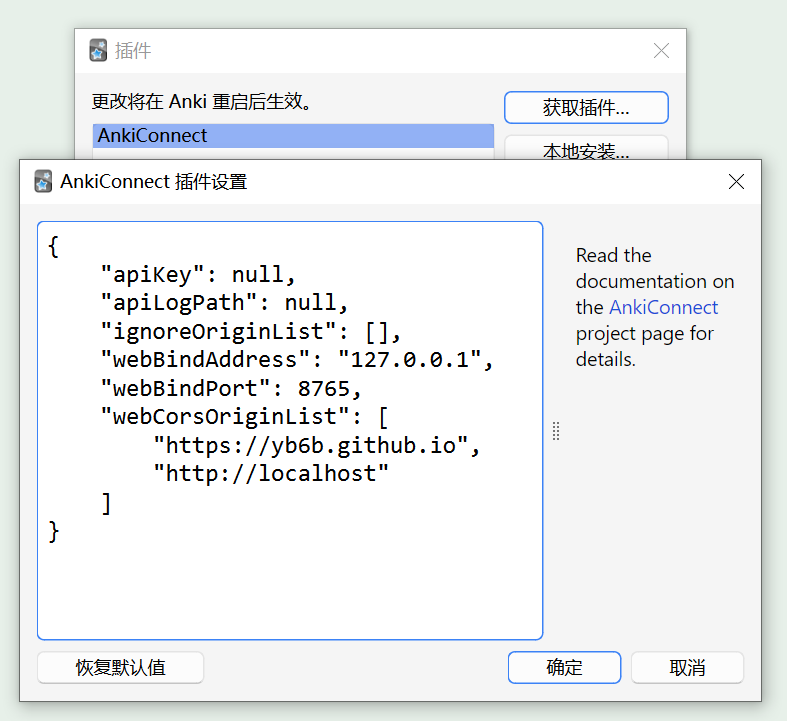 插件
更改将在 Anki 重启后生效。
获取插件...
AnkiConnect
本地安装...
AnkiConnect 插件设置
{
    "apiKey": null,
    "apiLogPath": null,
    "ignoreOriginList": [],
    "webBindAddress": "127.0.0.1",
    "webBindPort": 8765,
    "webCorsOriginList": [
        "https://yb6b.github.io",
        "http://localhost"
    ]
}
Read the
documentation on
the AnkiConnect
project page for
details.
恢复默认值
确定
取消